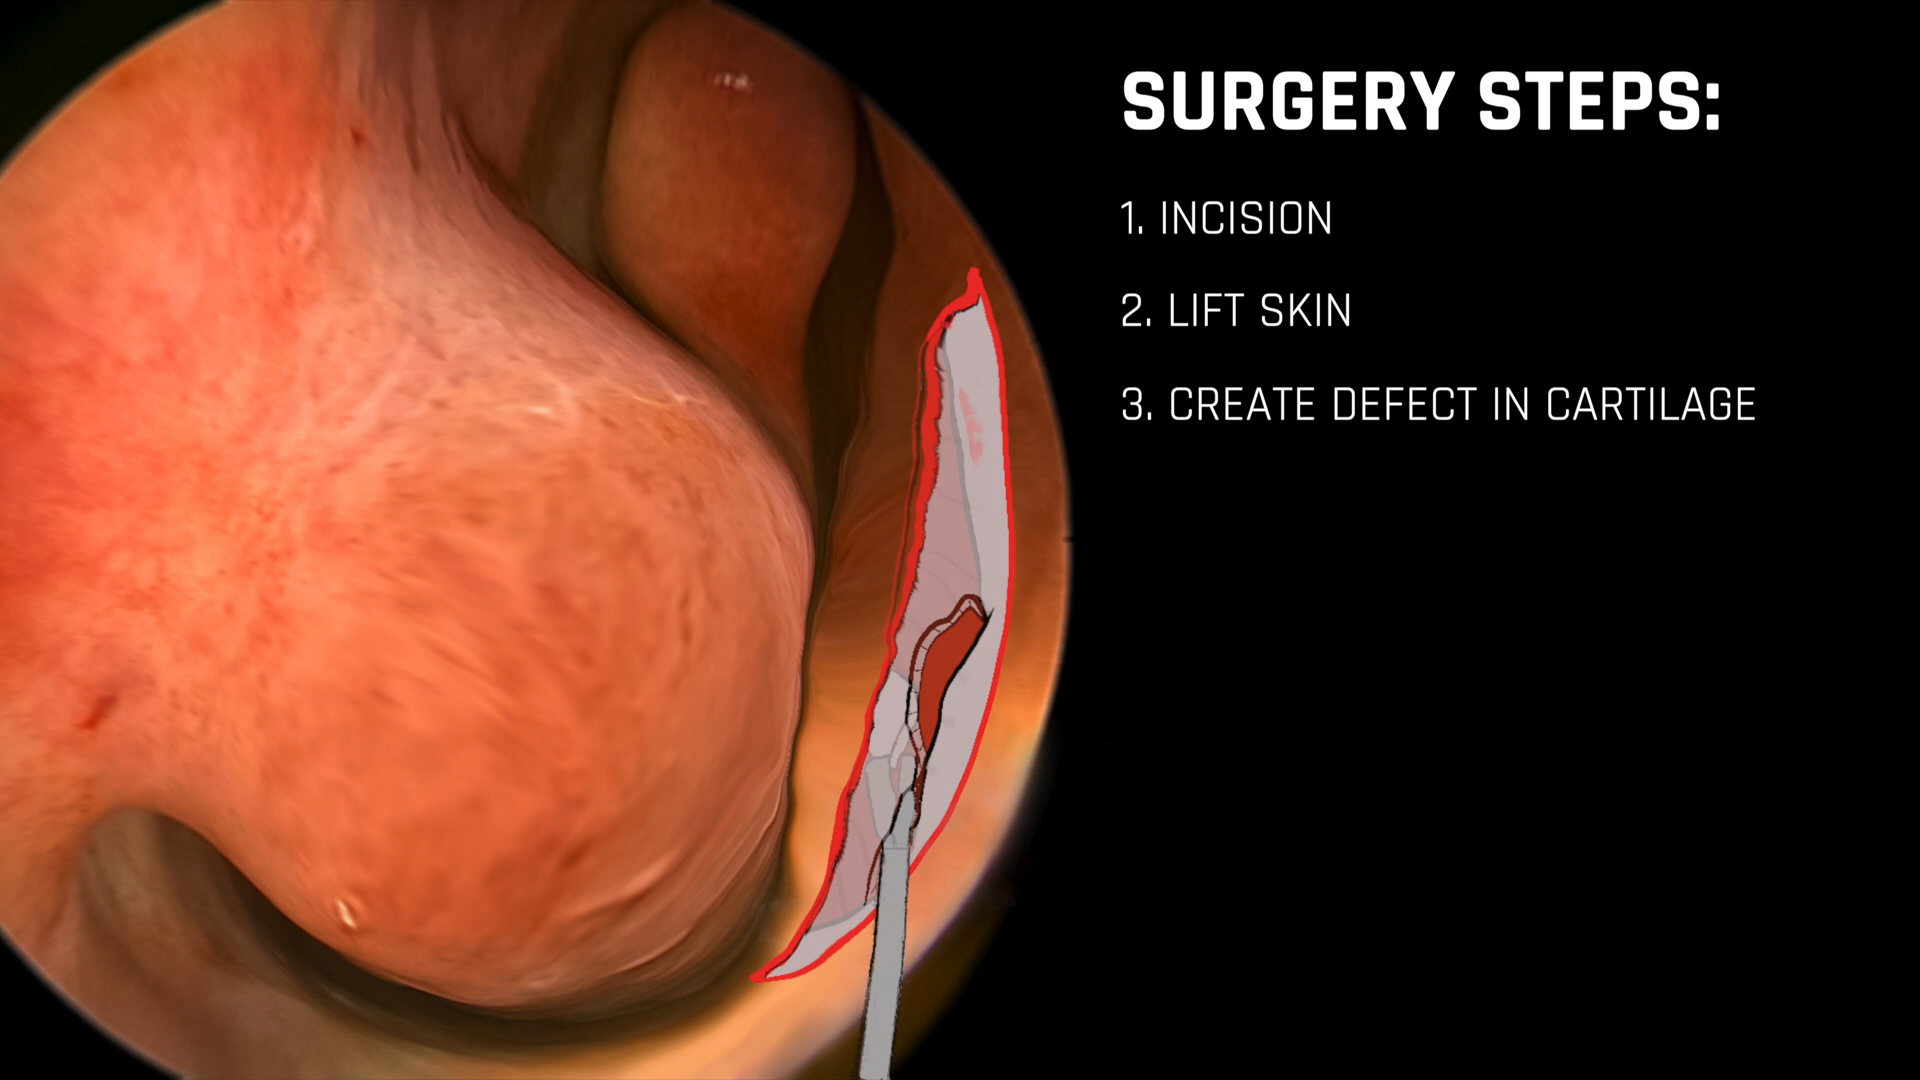 SURGERY STEPS:
1. INCISION
2. LIFT SKIN
3. CREATE DEFECT IN CARTILAGE